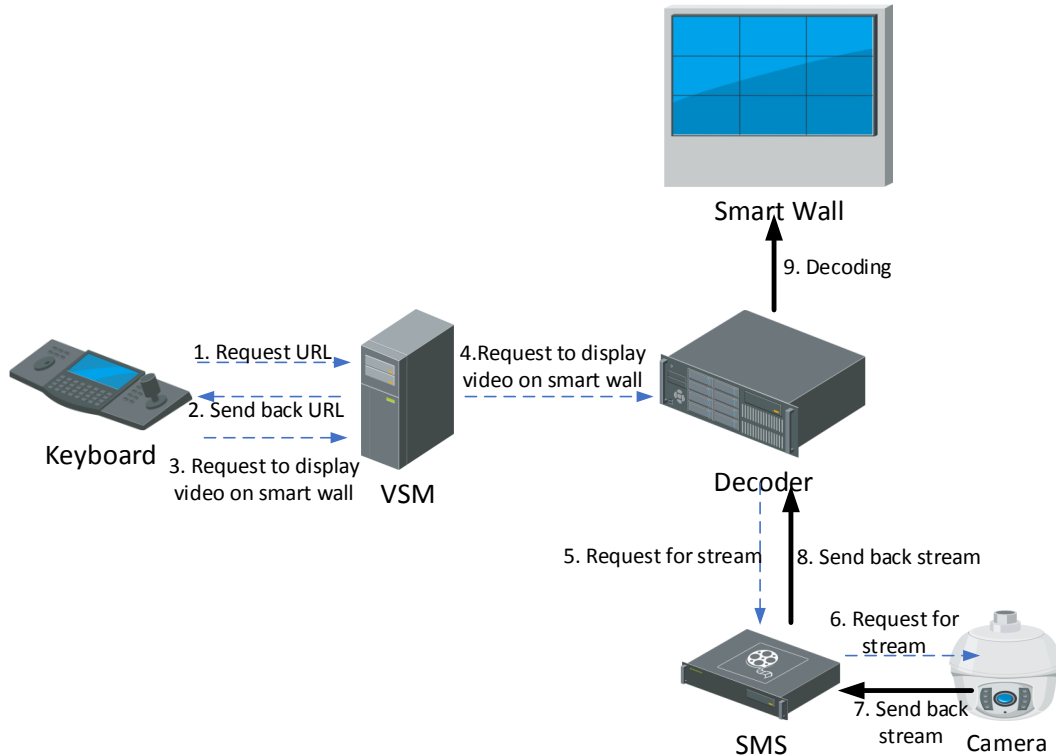 Smart Wall
9. Decoding
1. Request URL
4.Request to display
video on smart wall
2. Send back URL
Keyboard
3. Request to display
video on smart wall
VSM
Decoder
5. Request for stream
8. Send back stream
6. Request for
stream
7. Send back
stream
SMS
Camera